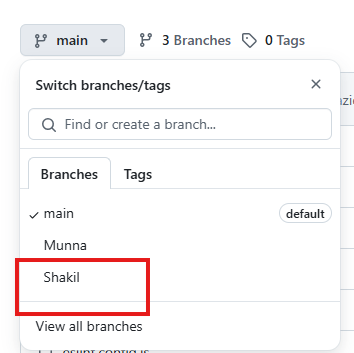 main 3 Branches 0 Tags
Switch branches/tags
Find or create a branch...
Branches Tags
main default
Munna
Shakil
View all branches